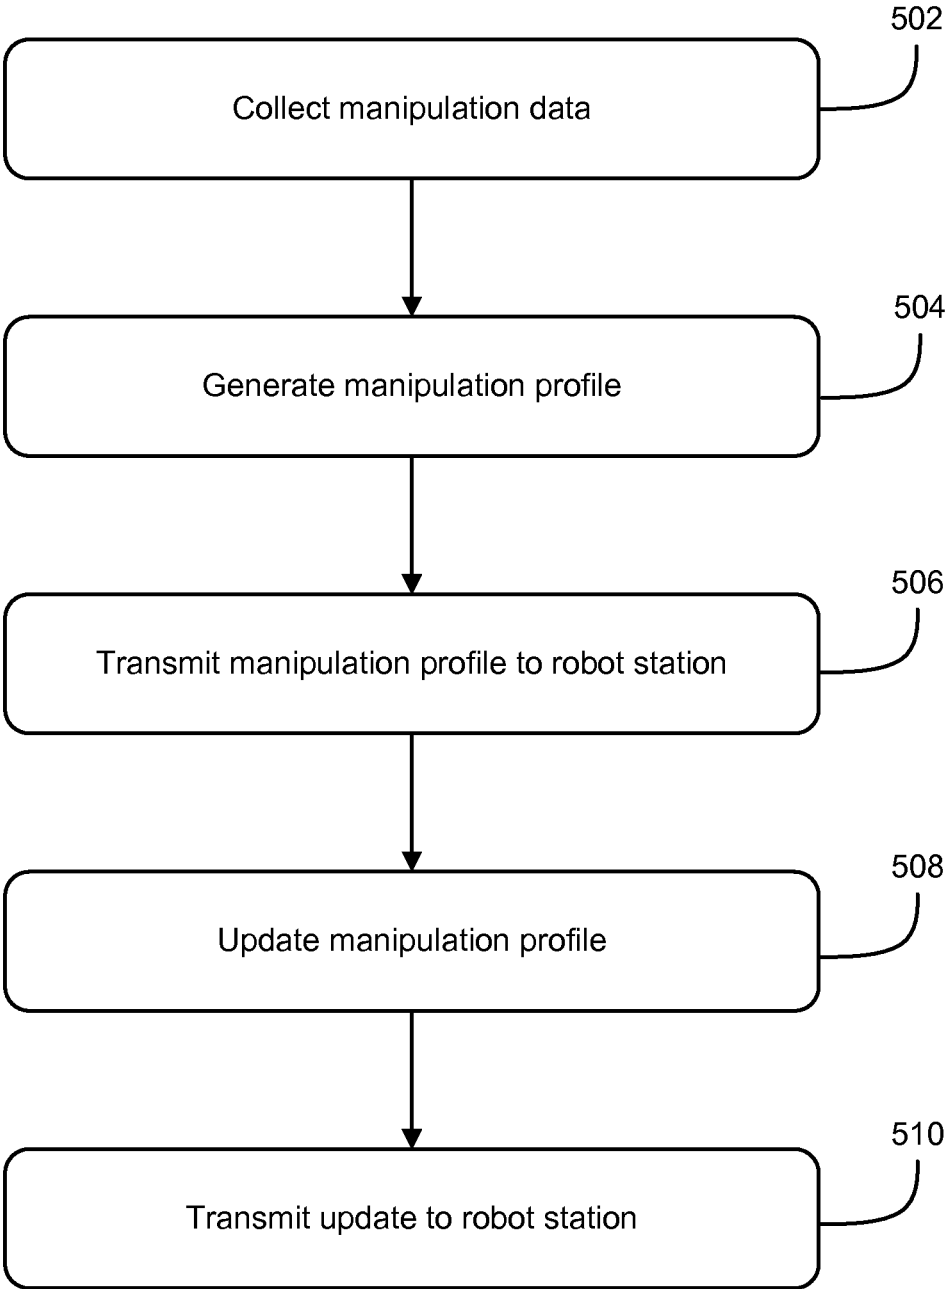 502
Collect manipulation data
504
Generate manipulation profile
506
Transmit manipulation profile to robot station
508
Update manipulation profile
510
Transmit update to robot station